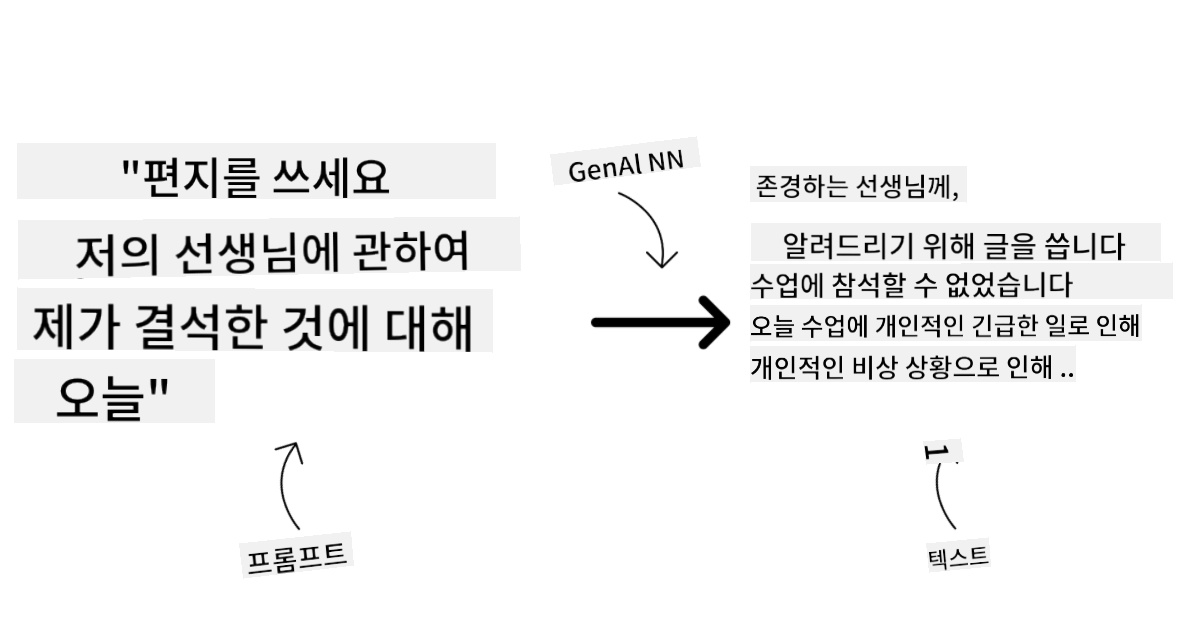 "편지를 쓰세요
저의 선생님에 관하여
제가 결석한 것에 대해
오늘"
프롬프트
GenAl NN
존경하는 선생님께,
알려드리기 위해 글을 씁니다
수업에 참석할 수 없었습니다
오늘 수업에 개인적인 긴급한 일로 인해
개인적인 비상 상황으로 인해 ..
1
텍스트